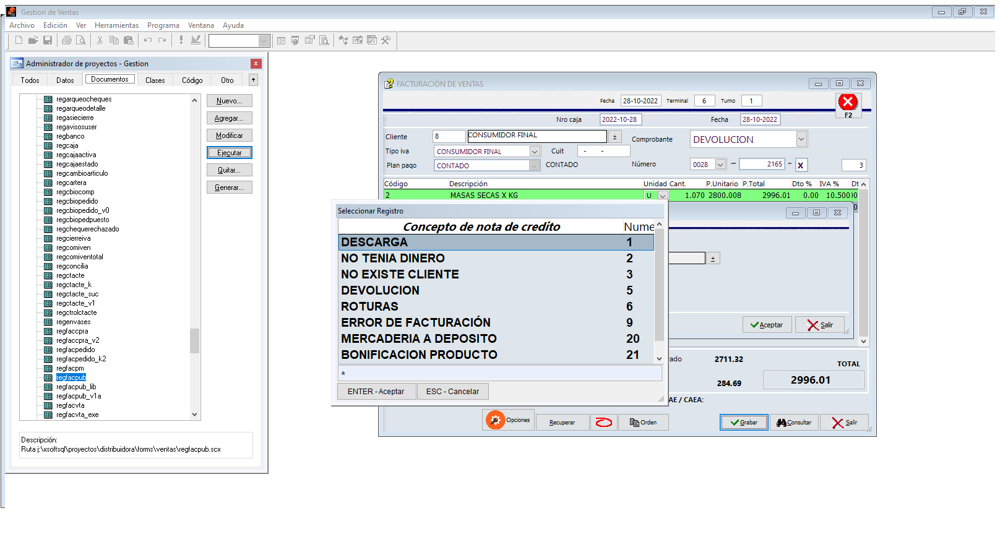 Gestion de Ventas
Archivo Edición Ver Herramientas Programa Ventana Ayuda
Administrador de proyectos - Gestion
Todos Datos Documentos Clases Código Otro
regarqueocheques
regarqueodetalle
regasiecierre
regavisosuser
regbanco
regcaja
regcajaactiva
regcajaestado
regcambioarticulo
regcartera
regcbiocomp
regcbiopedido
regcbiopedido_v0
regcbiopedpuesto
regchequerechazado
regcierreiva
regcomiven
regcomiventotal
regconcilia
regctacte
regctacte_k
regctacte_suc
regctacte_v1
regctrolctacte
regenvases
regfaccpra
regfaccpra_v2
regfacpedido
regfacpedido_k2
regfacpm
regfacpub
regfacpub_lib
regfacpub_v1a
regfacvta
regfacvta_exe
Nuevo...
Agregar...
Modificar
Ejecutar
Quitar...
Generar...
Descripción:
Ruta j:\xsoftsql\proyectos\distribuidora\forms\ventas\regfacpub.scx
FACTURACIÓN DE VENTAS
Fecha 28-10-2022 Terminal 6 Turno 1
F2
Nro caja 2022-10-28 Fecha 28-10-2022
Cliente 8 CONSUMIDOR FINAL ± Comprobante DEVOLUCION
Tipo iva CONSUMIDOR FINAL Cuit - -
Plan pago CONTADO CONTADO Número 0028 - 2165 - X 3
Código Descripción Unidad Cant. P.Unitario P.Total Dto % IVA % Dt
2 MASAS SECAS X KG U 1.070 2800.008 2996.01 0.00 10.500
Seleccionar Registro
Concepto de nota de credito Nume
DESCARGA 1
NO TENIA DINERO 2
NO EXISTE CLIENTE 3
DEVOLUCION 5
ROTURAS 6
ERROR DE FACTURACIÓN 9
MERCADERIA A DEPOSITO 20
BONIFICACION PRODUCTO 21
*
ENTER - Aceptar ESC - Cancelar
±
Aceptar Salir
ado 2711.32
TOTAL
284.69 2996.01
AE / CAEA:
Opciones Recuperar Orden Grabar Consultar Salir